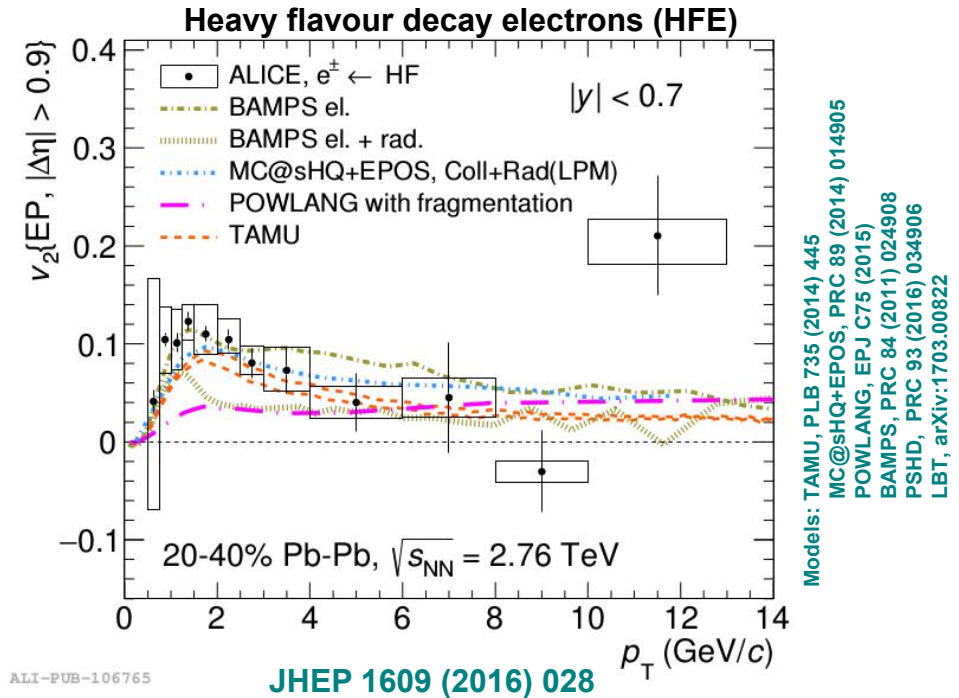 Heavy flavour decay electrons (HFE)
v₂{EP, |Δη| > 0.9}
0.4
0.3
0.2
0.1
0
−0.1
ALICE, e± ← HF
BAMPS el.
BAMPS el. + rad.
MC@sHQ+EPOS, Coll+Rad(LPM)
POWLANG with fragmentation
TAMU
|y| < 0.7
20-40% Pb-Pb, √sNN = 2.76 TeV
0 2 4 6 8 10 12 14
pT (GeV/c)
Models: TAMU, PLB 735 (2014) 445
MC@sHQ+EPOS, PRC 89 (2014) 014905
POWLANG, EPJ C75 (2015)
BAMPS, PRC 84 (2011) 024908
PSHD, PRC 93 (2016) 034906
LBT, arXiv:1703.00822
ALI-PUB-106765
JHEP 1609 (2016) 028